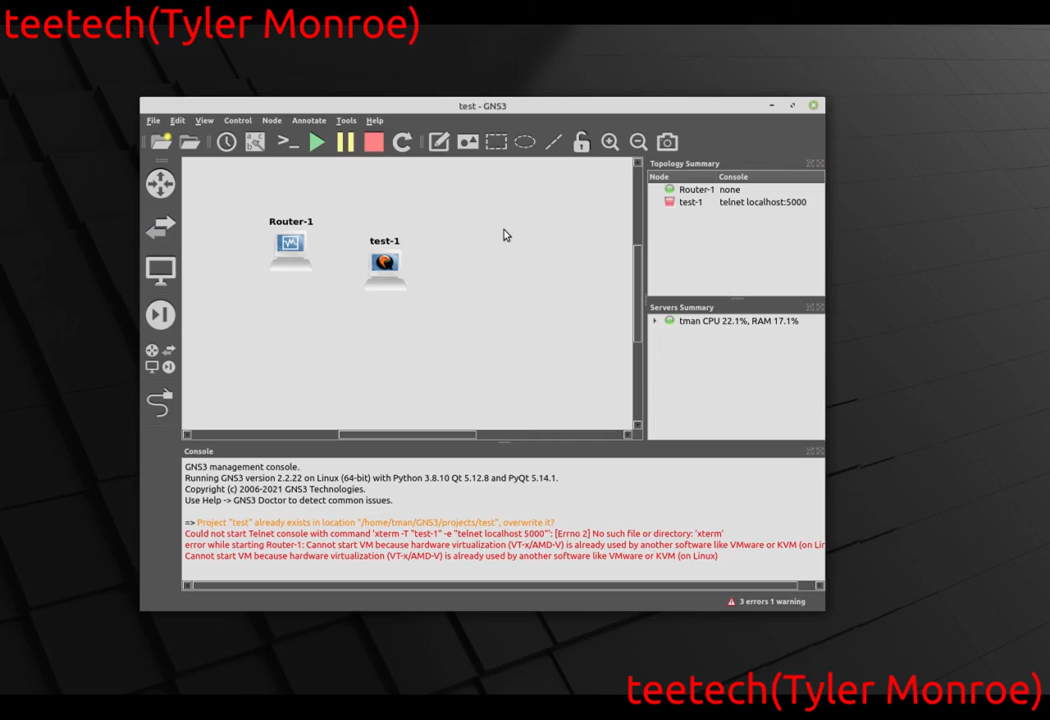 teetech(Tyler Monroe)
test - GNS3
File Edit View Control Node Annotate Tools Help
Topology Summary
Node Console
Router-1 none
test-1 telnet localhost:5000
Router-1
test-1
Servers Summary
tman CPU 22.1%, RAM 17.1%
Console
GNS3 management console.
Running GNS3 version 2.2.22 on Linux (64-bit) with Python 3.8.10 Qt 5.12.8 and PyQt 5.14.1.
Copyright (c) 2006-2021 GNS3 Technologies.
Use Help -> GNS3 Doctor to detect common issues.
=> Project "test" already exists in location "/home/tman/GNS3/projects/test", overwrite it?
Could not start Telnet console with command 'xterm -T "test-1" -e "telnet localhost 5000"': [Errno 2] No such file or directory: 'xterm'
error while starting Router-1: Cannot start VM because hardware virtualization (VT-x/AMD-V) is already used by another software like VMware or KVM (on Lin
Cannot start VM because hardware virtualization (VT-x/AMD-V) is already used by another software like VMware or KVM (on Linux)
3 errors 1 warning
teetech(Tyler Monroe)